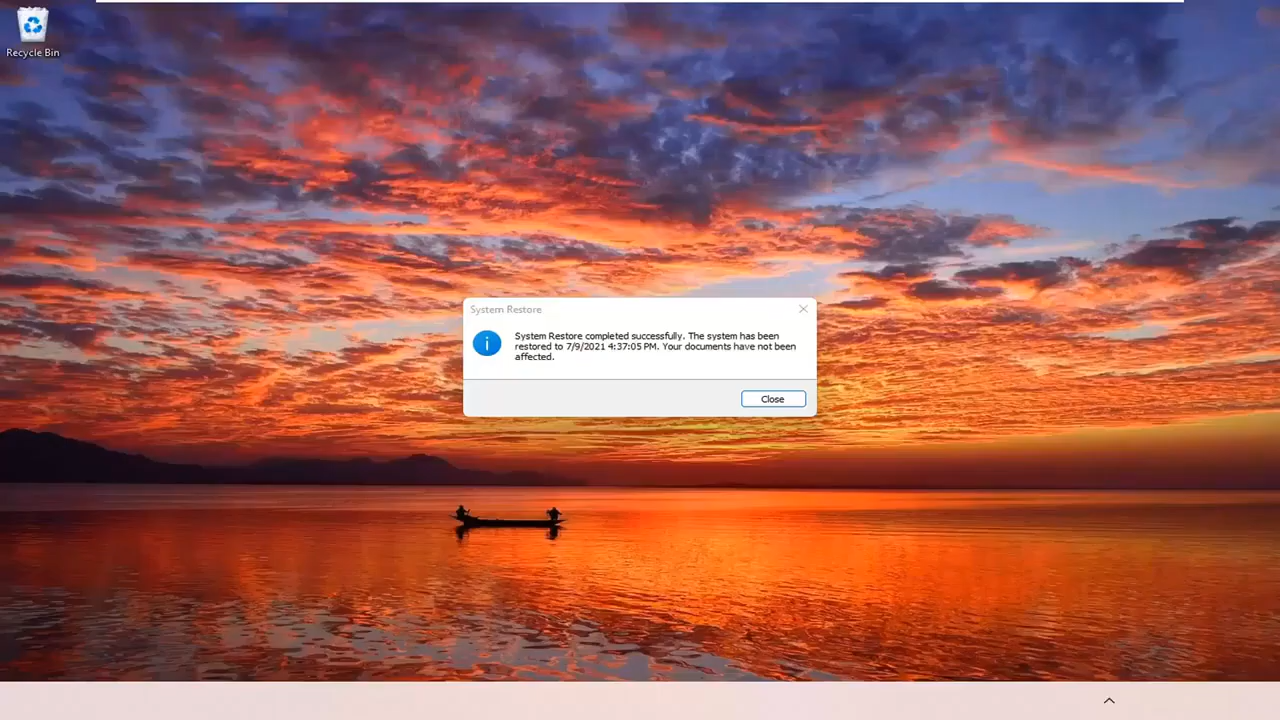 Recycle Bin
System Restore
System Restore completed successfully. The system has been
restored to 7/9/2021 4:37:05 PM. Your documents have not been
affected.
Close